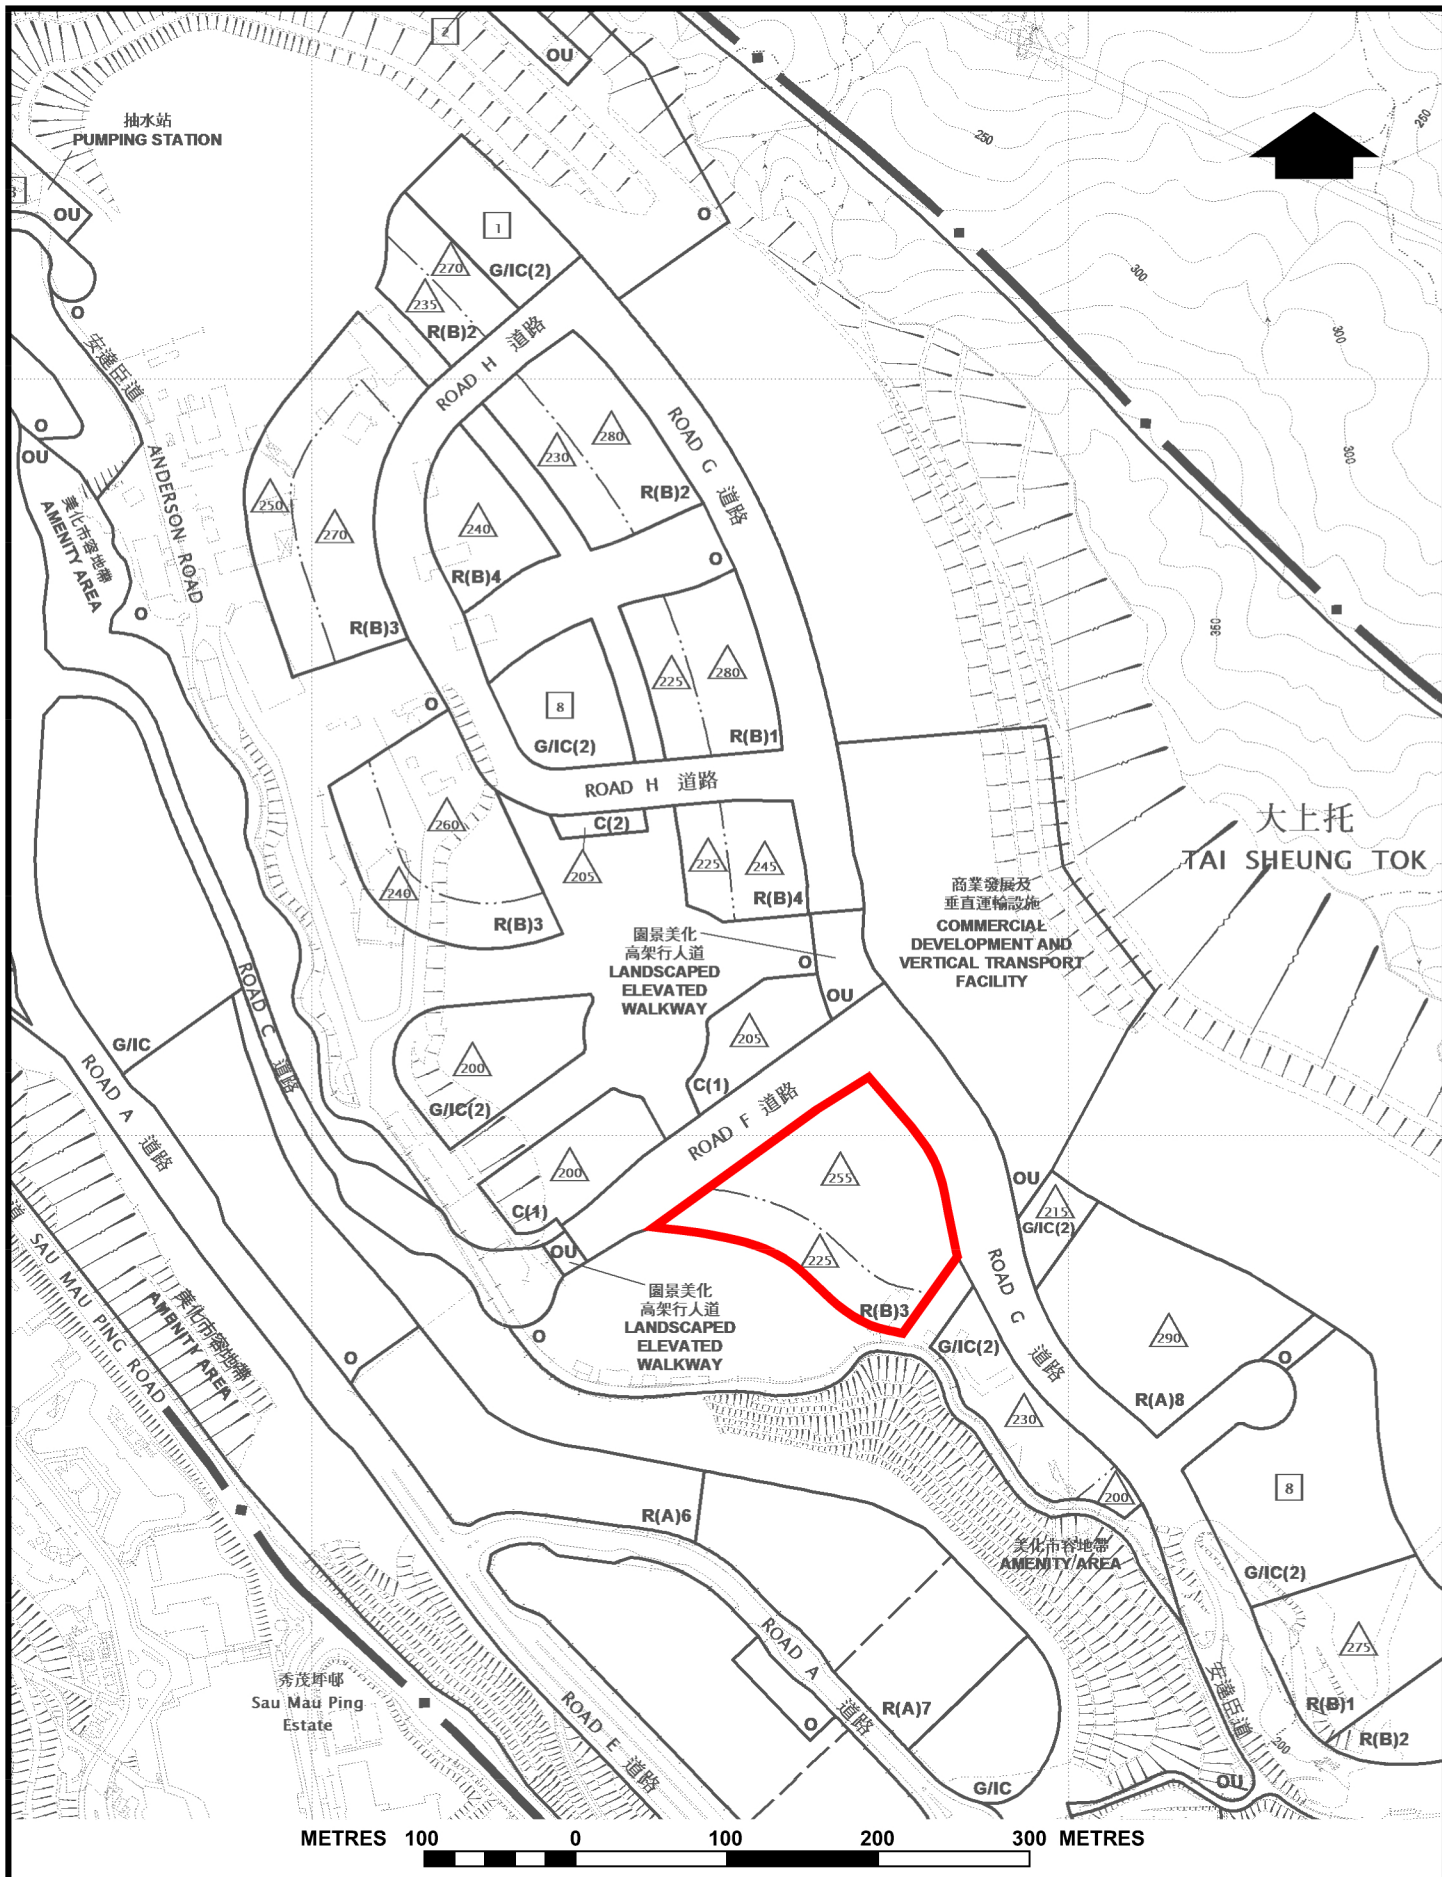 2
OU
抽水站
PUMPING STATION
250
250
3
OU
O
1
G/IC(2)
270
235
R(B)2
300
O
安達臣道
ANDERSON ROAD
ROAD H 道路
300
O
OU
美化市容地帶
AMENITY AREA
ROAD G 道路
280
230
R(B)2
300
250
270
240
R(B)4
O
O
R(B)3
350
225
280
R(B)1
O
8
G/IC(2)
ROAD H 道路
C(2)
205
260
240
R(B)3
225
245
R(B)4
大上托
TAI SHEUNG TOK
商業發展及
垂直運輸設施
COMMERCIAL
DEVELOPMENT AND
VERTICAL TRANSPORT
FACILITY
園景美化
高架行人道
LANDSCAPED
ELEVATED
WALKWAY
O
OU
ROAD C 道路
G/IC
ROAD A 道路
200
G/IC(2)
205
C(1)
ROAD F 道路
200
C(1)
OU
255
225
R(B)3
OU
215
G/IC(2)
道
SAU MAU PING ROAD
美化市容地帶
AMENITY AREA
園景美化
高架行人道
LANDSCAPED
ELEVATED
WALKWAY
O
O
ROAD G 道路
G/IC(2)
290
O
R(A)8
230
200
8
G/IC(2)
R(A)6
美化市容地帶
AMENITY AREA
275
秀茂坪邨
Sau Mau Ping
Estate
ROAD E 道路
ROAD A 道路
O
R(A)7
G/IC
安達臣道
200
OU
R(B)1
R(B)2
METRES 100 0 100 200 300 METRES